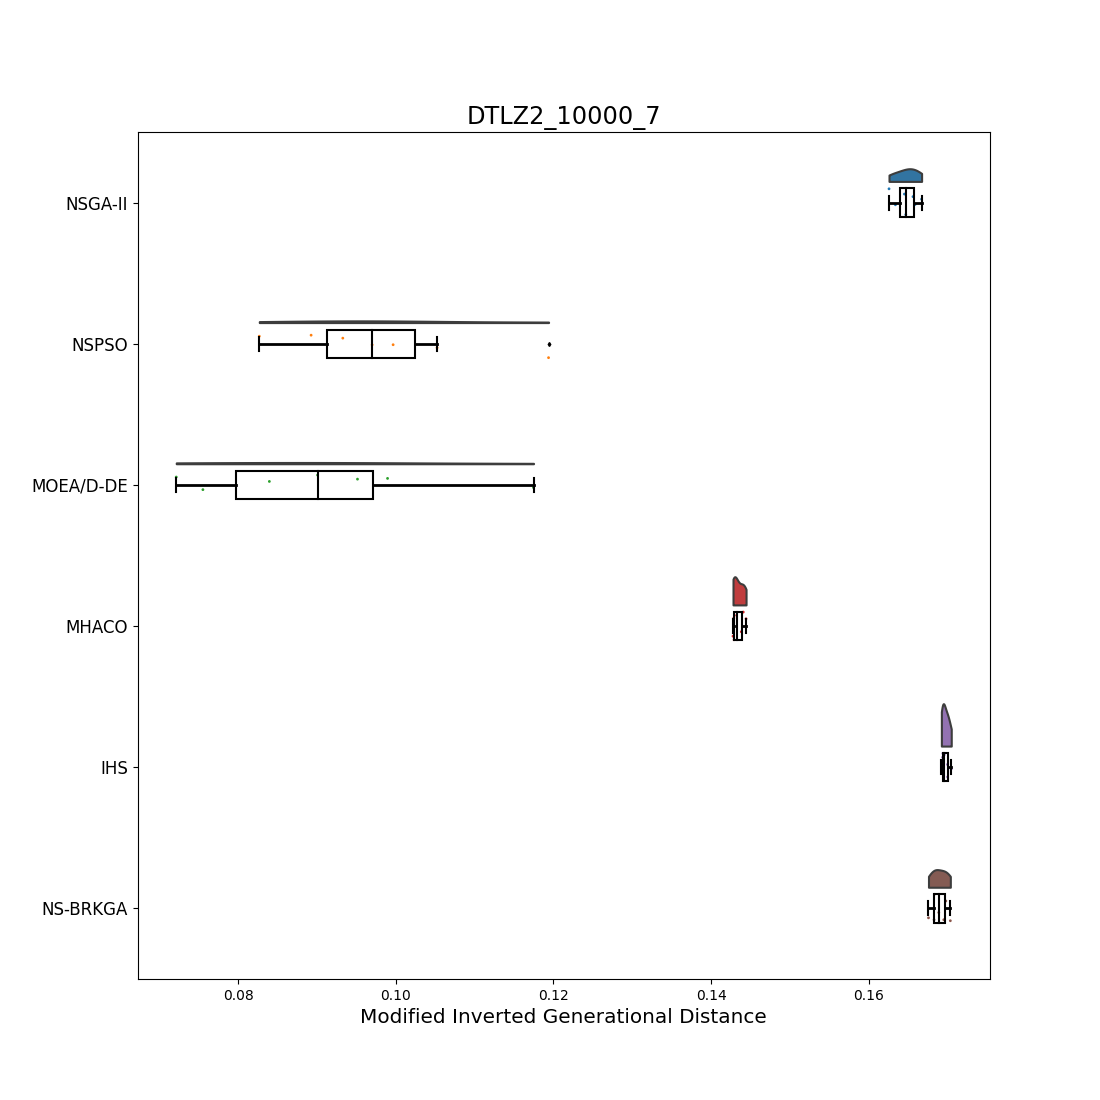 DTLZ2_10000_7
NSGA-II
NSPSO
MOEA/D-DE
MHACO
IHS
NS-BRKGA
0.08 0.10 0.12 0.14 0.16
Modified Inverted Generational Distance